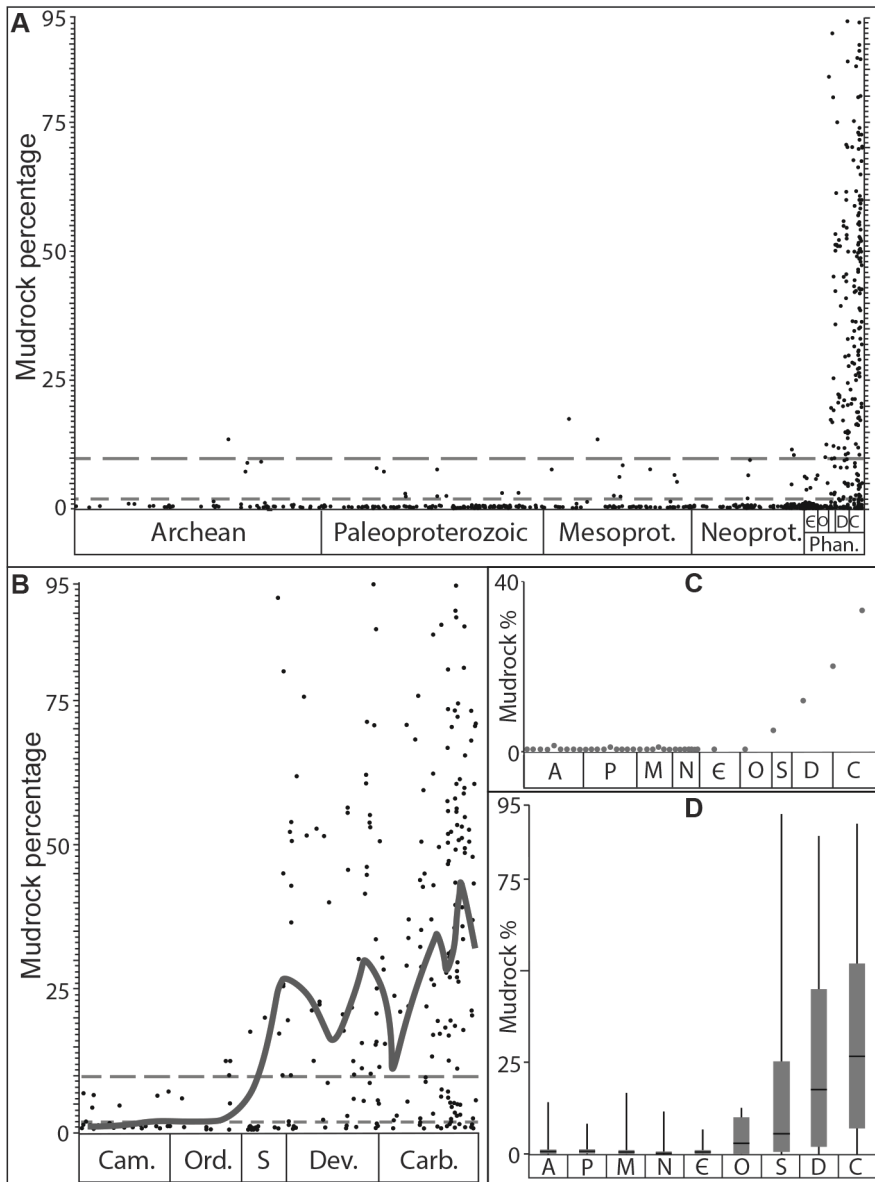 A
95
75
50
25
0
Mudrock percentage
Archean
Paleoproterozoic
Mesoprot.
Neoprot.
Є O D C
Phan.
B
95
75
50
25
0
Mudrock percentage
Cam.
Ord.
S
Dev.
Carb.
C
40
0
Mudrock %
A P M N Є O S D C
D
95
75
25
0
Mudrock %
A P M N Є O S D C